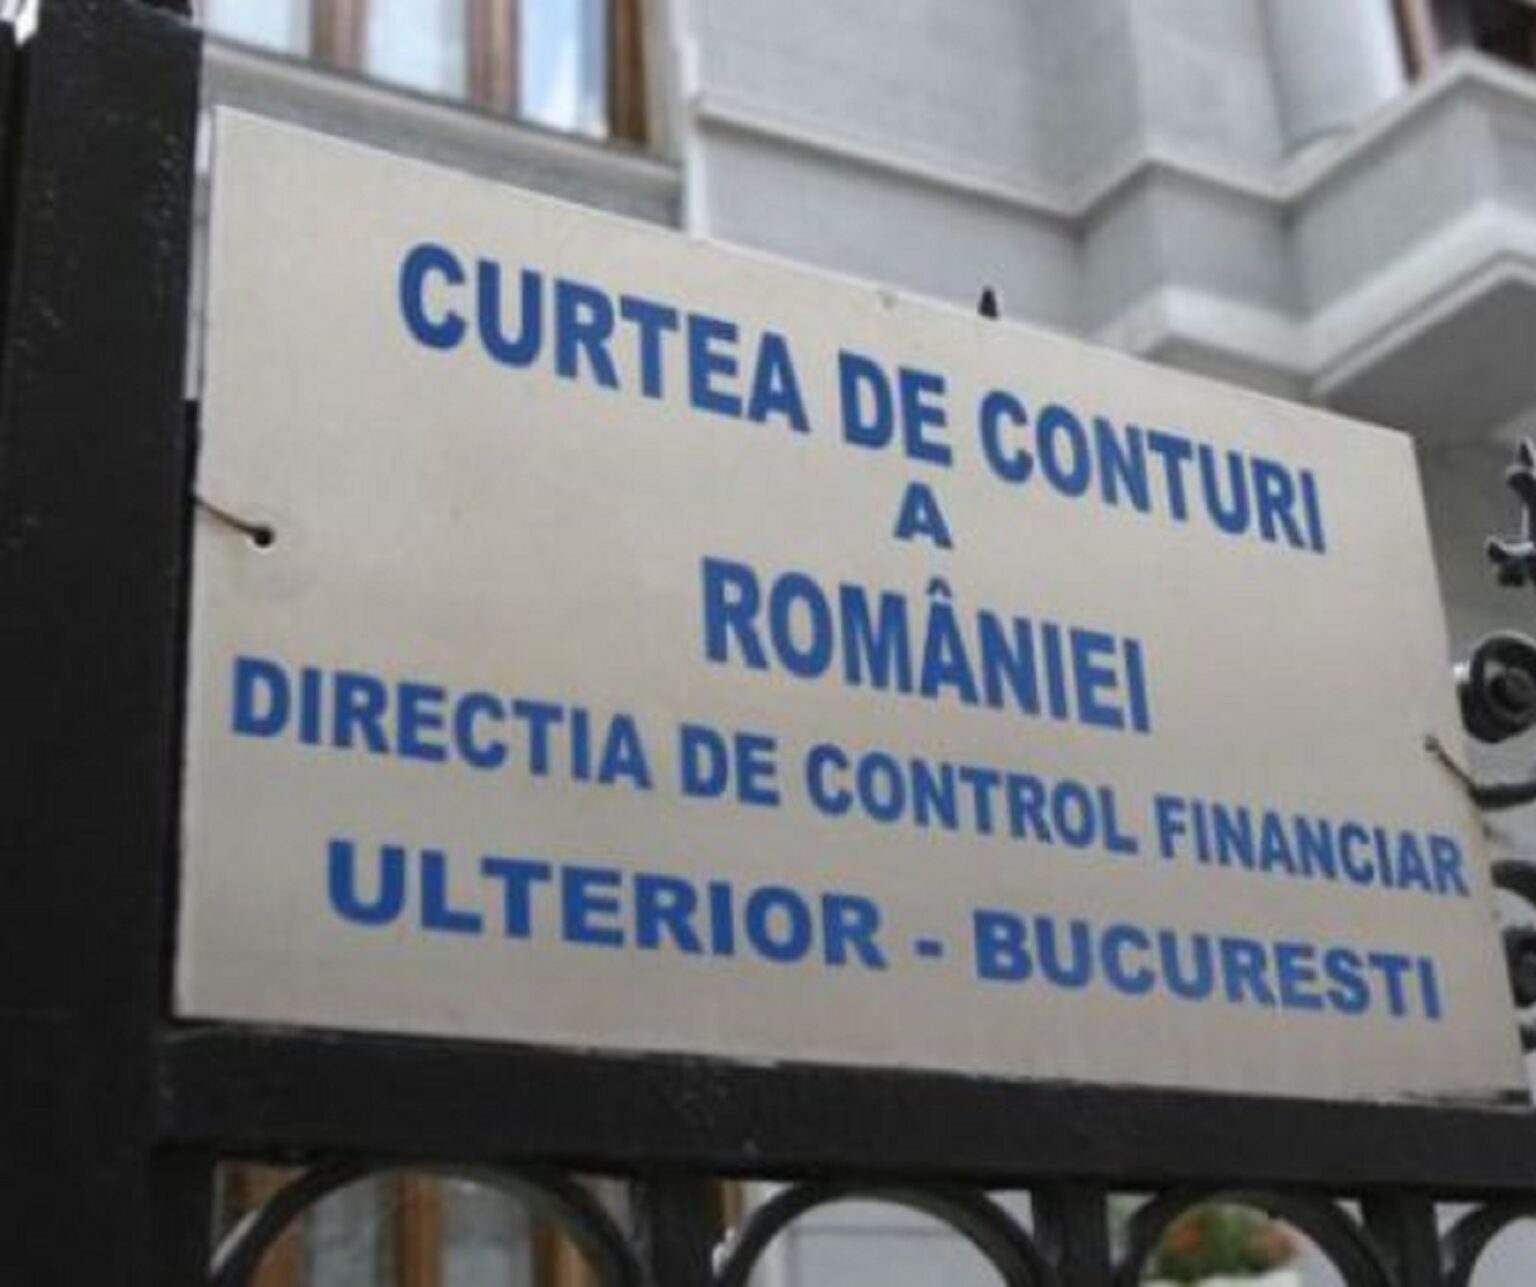 CURTEA DE CONTURI
A
ROMÂNIEI
DIRECTIA DE CONTROL FINANCIAR
ULTERIOR - BUCURESTI